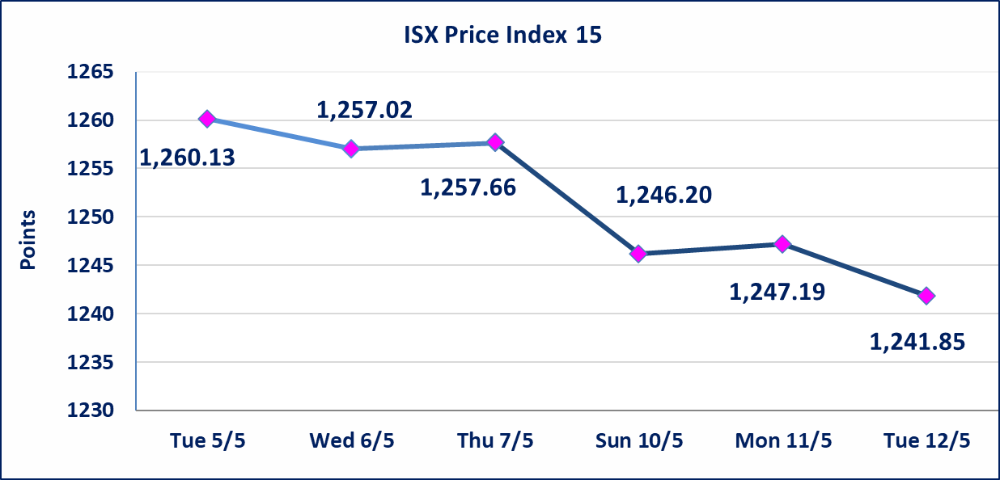 ISX Price Index 15
Points
1265
1260
1255
1250
1245
1240
1235
1230
1,260.13
1,257.02
1,257.66
1,246.20
1,247.19
1,241.85
Tue 5/5
Wed 6/5
Thu 7/5
Sun 10/5
Mon 11/5
Tue 12/5